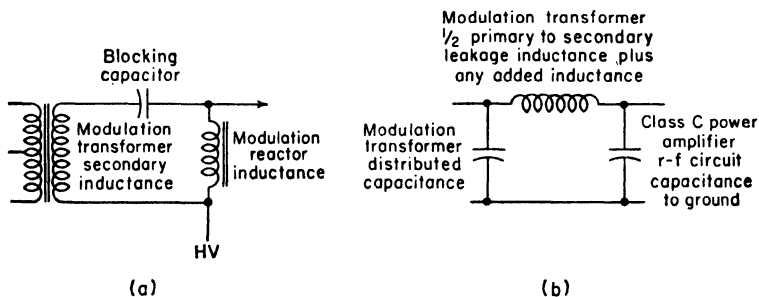 Blocking
capacitor
Modulation
transformer
secondary
inductance
Modulation
reactor
inductance
HV
(a)
Modulation transformer
½ primary to secondary
leakage inductance plus
any added inductance
Modulation
transformer
distributed
capacitance
Class C power
amplifier
r-f circuit
capacitance
to ground
(b)